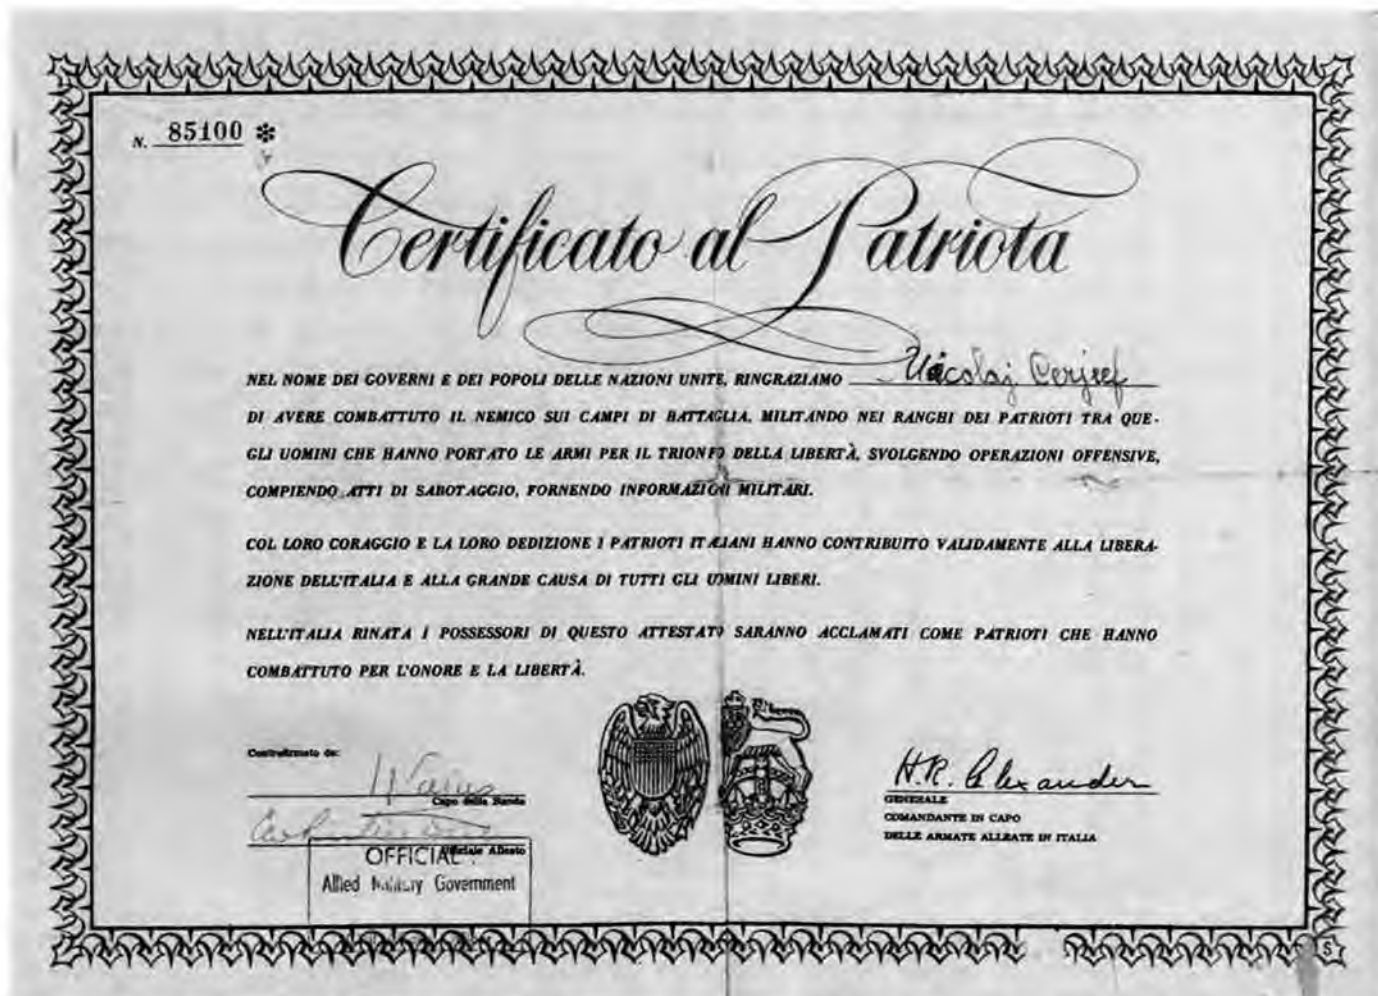 N. 85100 *
Certificato al Patriota
NEL NOME DEI GOVERNI E DEI POPOLI DELLE NAZIONI UNITE, RINGRAZIAMO Nicolaj
DI AVERE COMBATTUTO IL NEMICO SUI CAMPI DI BATTAGLIA, MILITANDO NEI RANGHI DEI PATRIOTI TRA QUE-
GLI UOMINI CHE HANNO PORTATO LE ARMI PER IL TRIONFO DELLA LIBERTÀ, SVOLGENDO OPERAZIONI OFFENSIVE,
COMPIENDO ATTI DI SABOTAGGIO, FORNENDO INFORMAZIONI MILITARI.
COL LORO CORAGGIO E LA LORO DEDIZIONE I PATRIOTI ITALIANI HANNO CONTRIBUITO VALIDAMENTE ALLA LIBERA-
ZIONE DELL'ITALIA E ALLA GRANDE CAUSA DI TUTTI GLI UOMINI LIBERI.
NELL'ITALIA RINATA I POSSESSORI DI QUESTO ATTESTATO SARANNO ACCLAMATI COME PATRIOTI CHE HANNO
COMBATTUTO PER L'ONORE E LA LIBERTÀ.
Controfirmato da:
Capo della Banda
Ufficiale Alleato
OFFICIAL
Allied Military Government
H.R. Alexander
GENERALE
COMANDANTE IN CAPO
DELLE ARMATE ALLEATE IN ITALIA
S